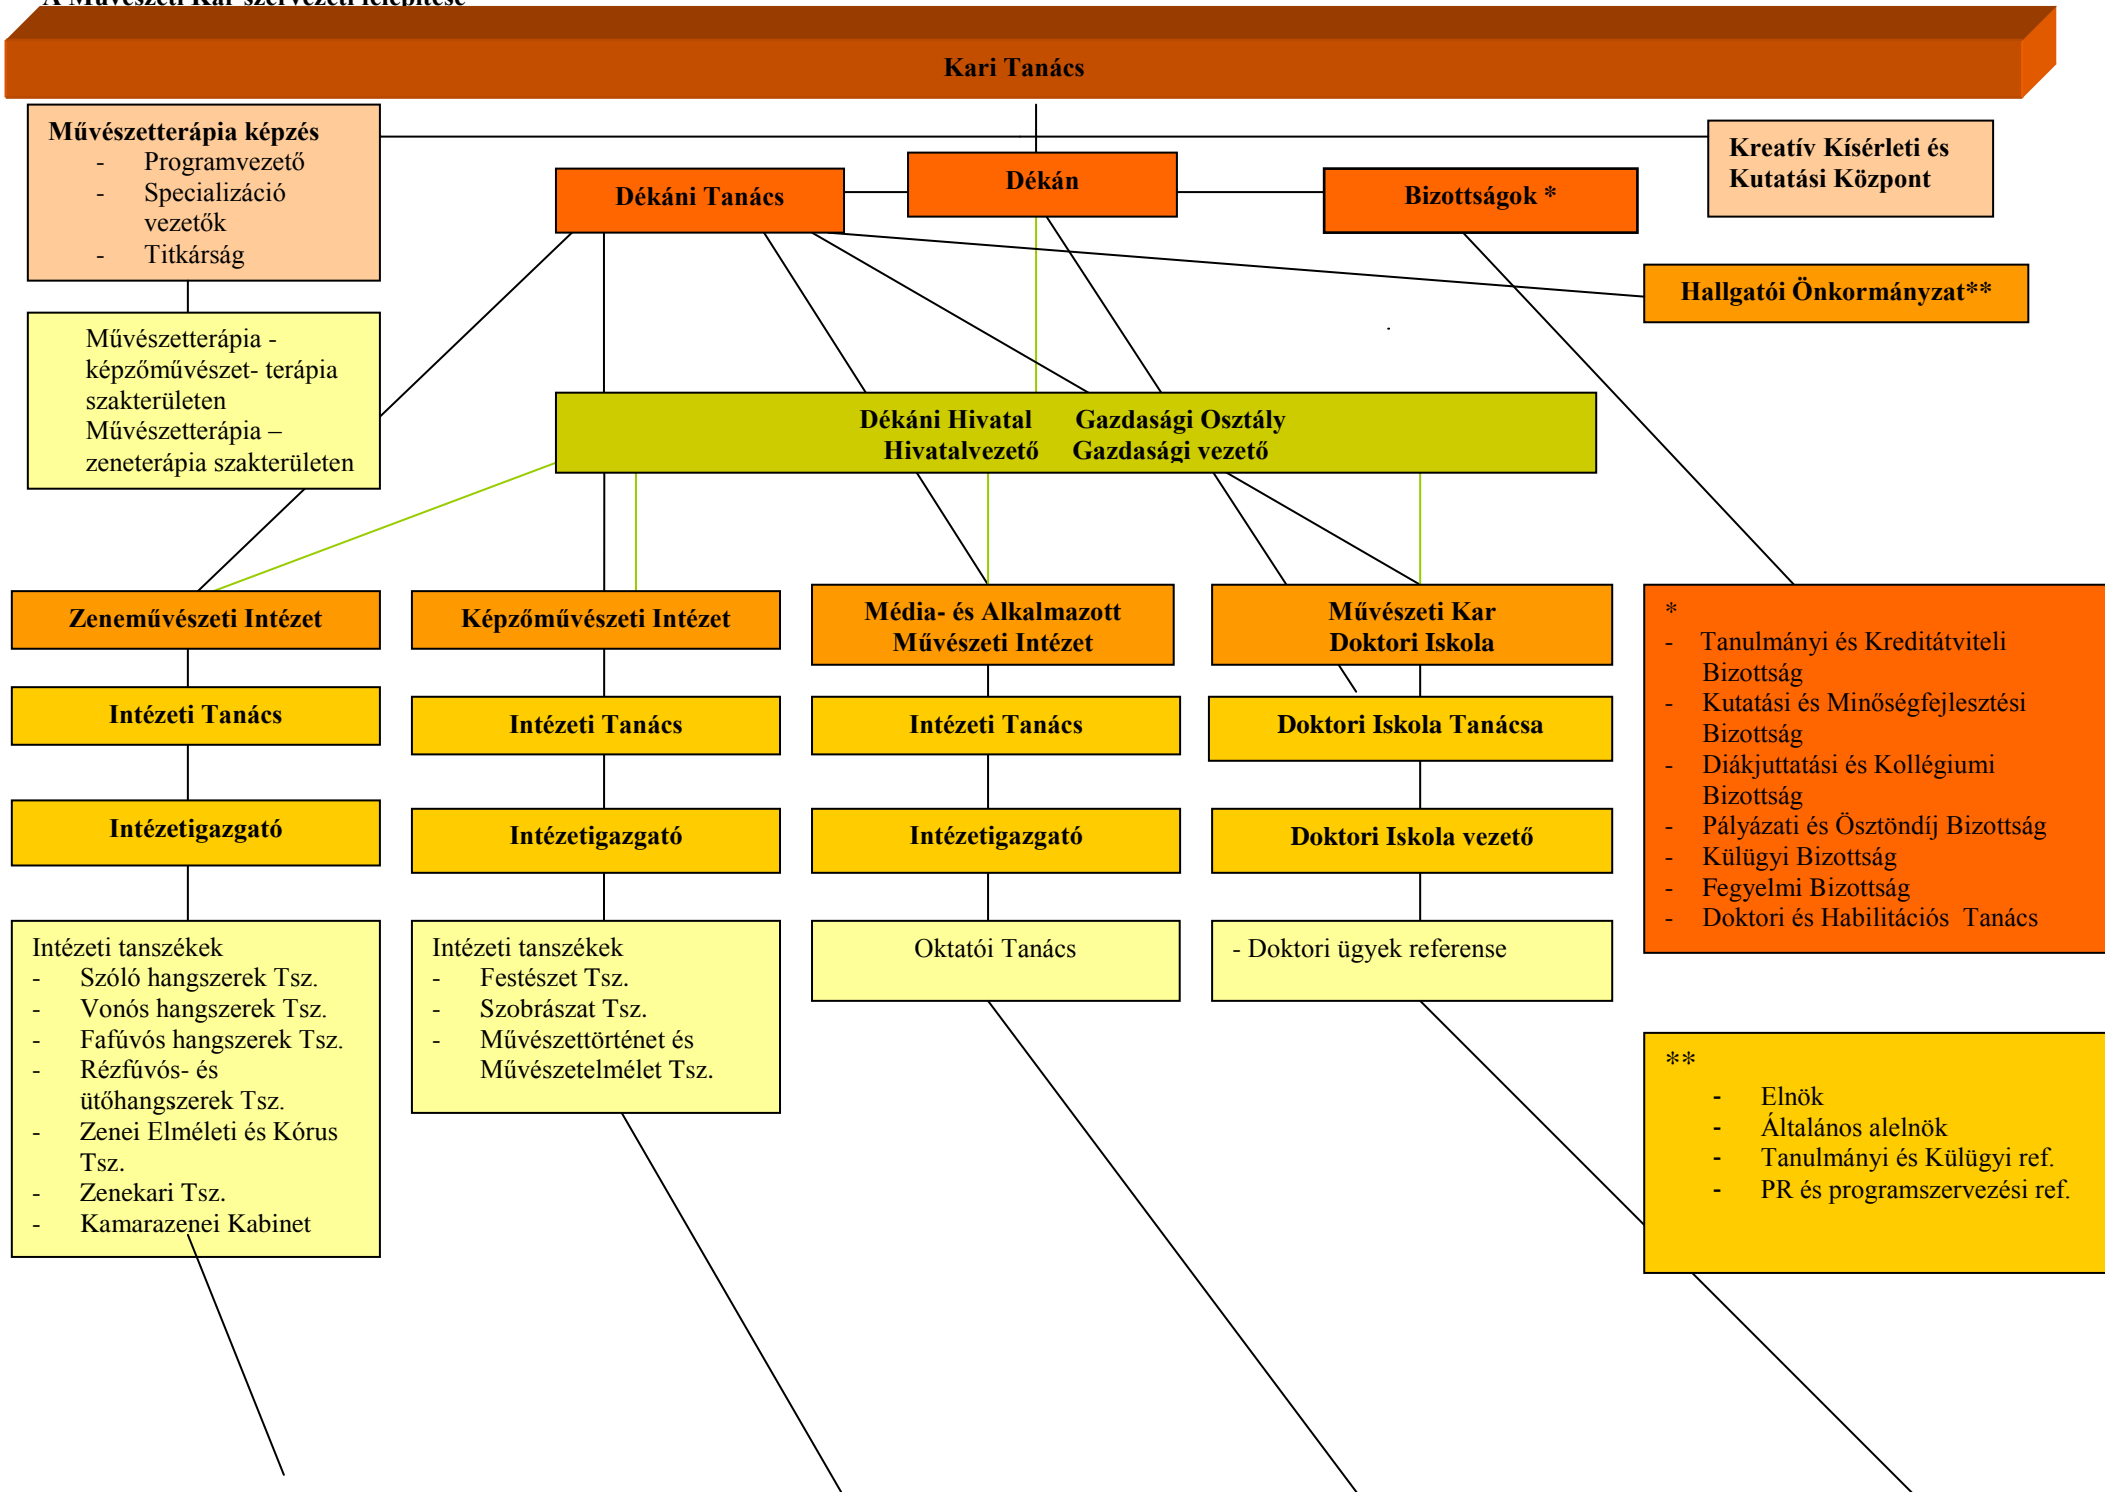 A Művészeti Kar szervezeti felépítése
Kari Tanács
Művészetterápia képzés
- Programvezető
- Specializáció
vezetők
- Titkárság
Dékáni Tanács
Dékán
Bizottságok *
Kreatív Kísérleti és
Kutatási Központ
Hallgatói Önkormányzat**
Művészetterápia -
képzőművészet- terápia
szakterületen
Művészetterápia –
zeneterápia szakterületen
Dékáni Hivatal Gazdasági Osztály
Hivatalvezető Gazdasági vezető
Zeneművészeti Intézet
Intézeti Tanács
Intézetigazgató
Intézeti tanszékek
- Szóló hangszerek Tsz.
- Vonós hangszerek Tsz.
- Fafúvós hangszerek Tsz.
- Rézfúvós- és
ütőhangszerek Tsz.
- Zenei Elméleti és Kórus
Tsz.
- Zenekari Tsz.
- Kamarazenei Kabinet
Képzőművészeti Intézet
Intézeti Tanács
Intézetigazgató
Intézeti tanszékek
- Festészet Tsz.
- Szobrászat Tsz.
- Művészettörténet és
Művészetelmélet Tsz.
Média- és Alkalmazott
Művészeti Intézet
Intézeti Tanács
Intézetigazgató
Oktatói Tanács
Művészeti Kar
Doktori Iskola
Doktori Iskola Tanácsa
Doktori Iskola vezető
- Doktori ügyek referense
*
- Tanulmányi és Kreditátviteli
Bizottság
- Kutatási és Minőségfejlesztési
Bizottság
- Diákjuttatási és Kollégiumi
Bizottság
- Pályázati és Ösztöndíj Bizottság
- Külügyi Bizottság
- Fegyelmi Bizottság
- Doktori és Habilitációs Tanács
**
- Elnök
- Általános alelnök
- Tanulmányi és Külügyi ref.
- PR és programszervezési ref.